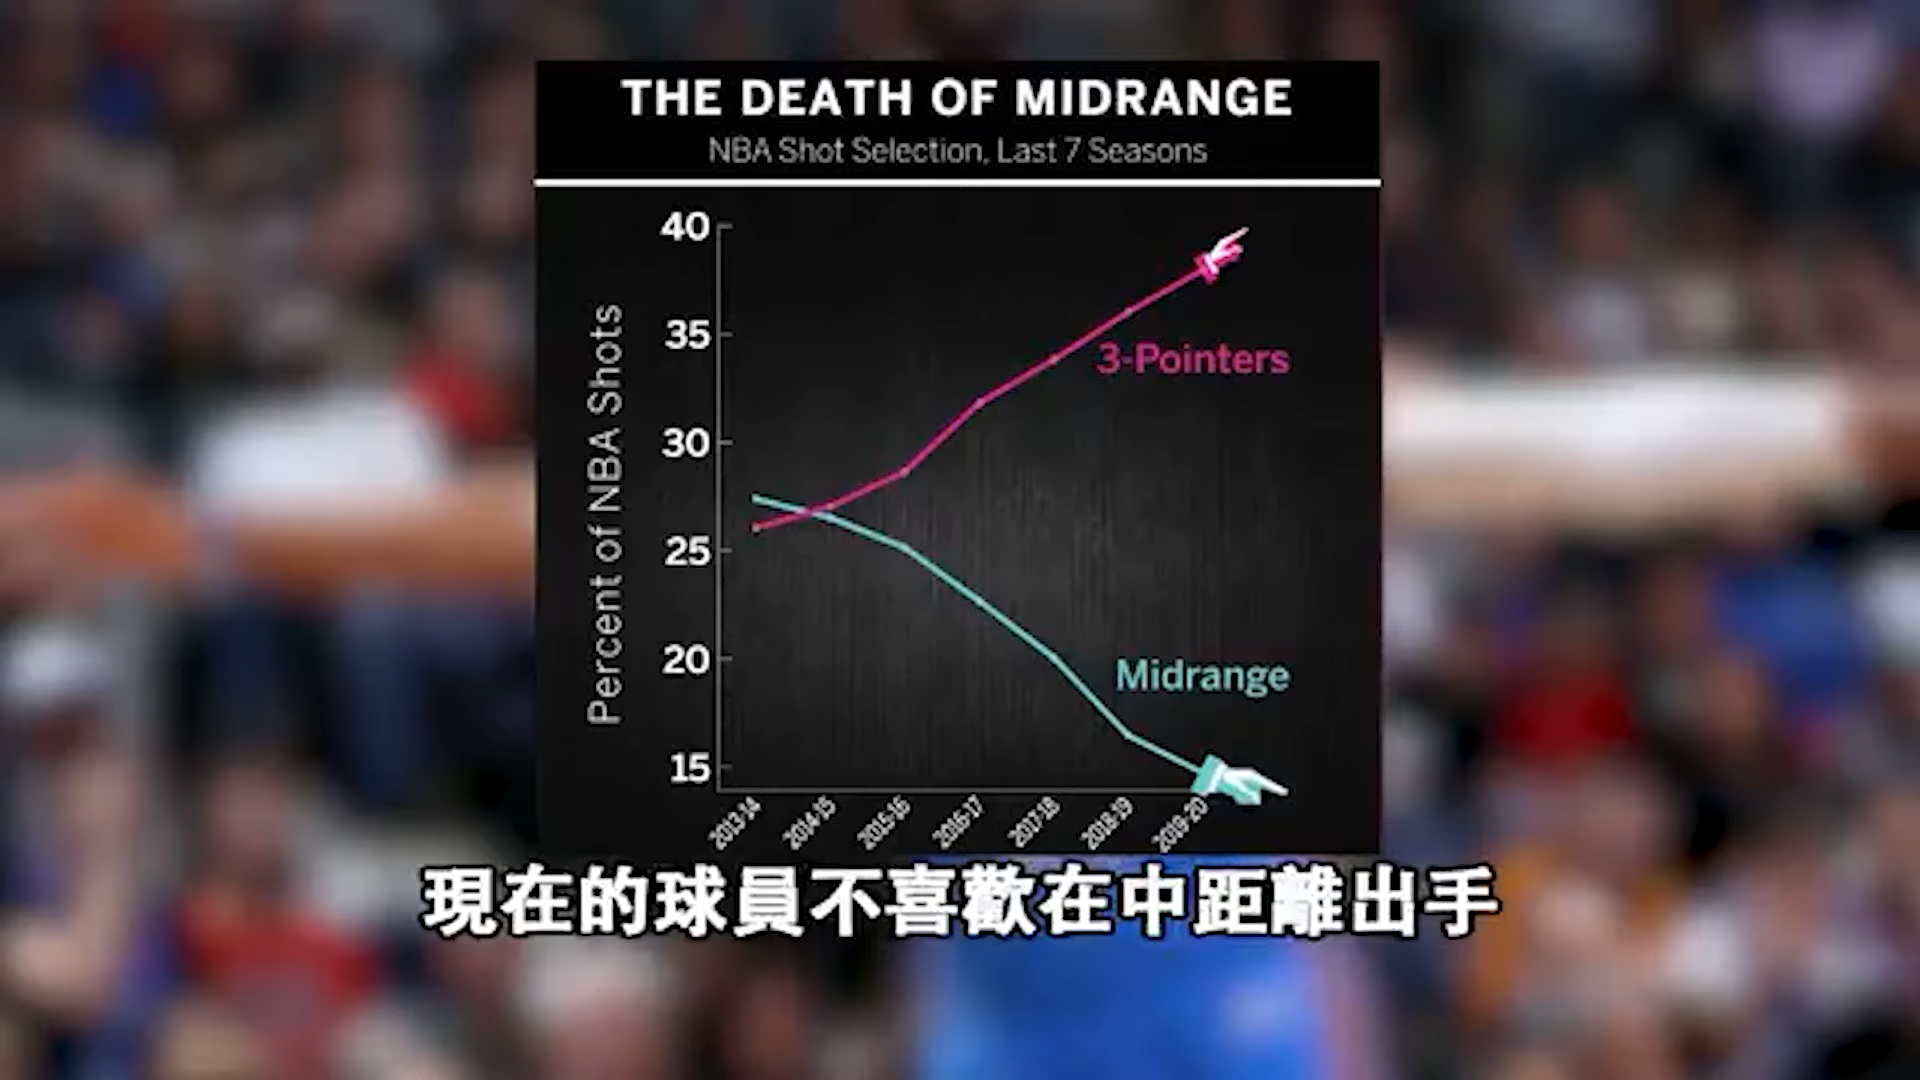 THE DEATH OF MIDRANGE
NBA Shot Selection, Last 7 Seasons
Percent of NBA Shots
40
35
30
25
20
15
3-Pointers
Midrange
2013-14
2014-15
2015-16
2016-17
2017-18
2018-19
2019-20
現在的球員不喜歡在中距離出手